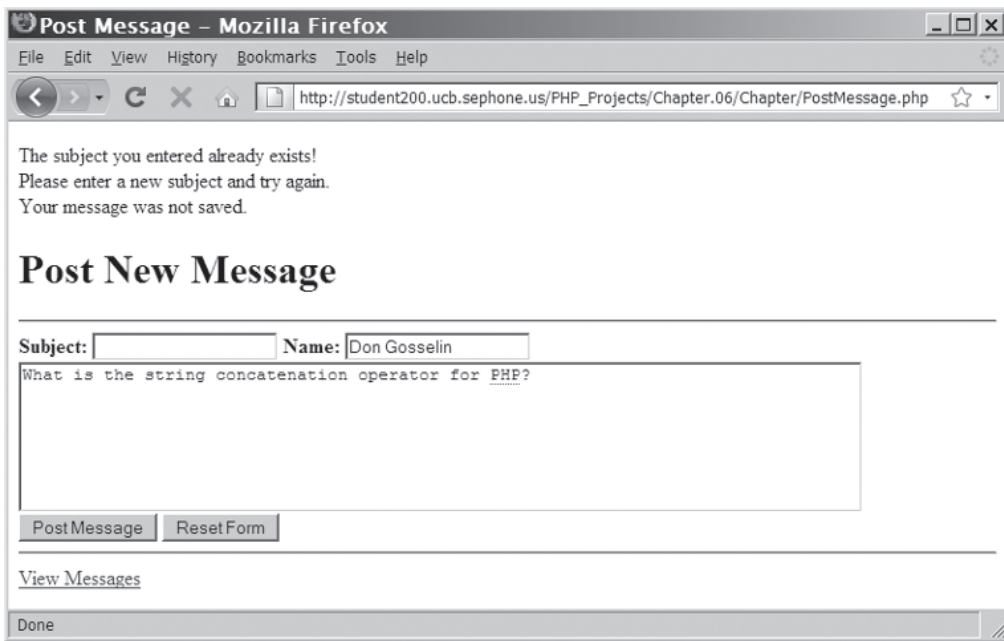 Post Message – Mozilla Firefox
File Edit View History Bookmarks Tools Help
http://student200.ucb.sephone.us/PHP_Projects/Chapter.06/Chapter/PostMessage.php
The subject you entered already exists!
Please enter a new subject and try again.
Your message was not saved.
Post New Message
Subject: Name: Don Gosselin
What is the string concatenation operator for PHP?
Post Message Reset Form
View Messages
Done